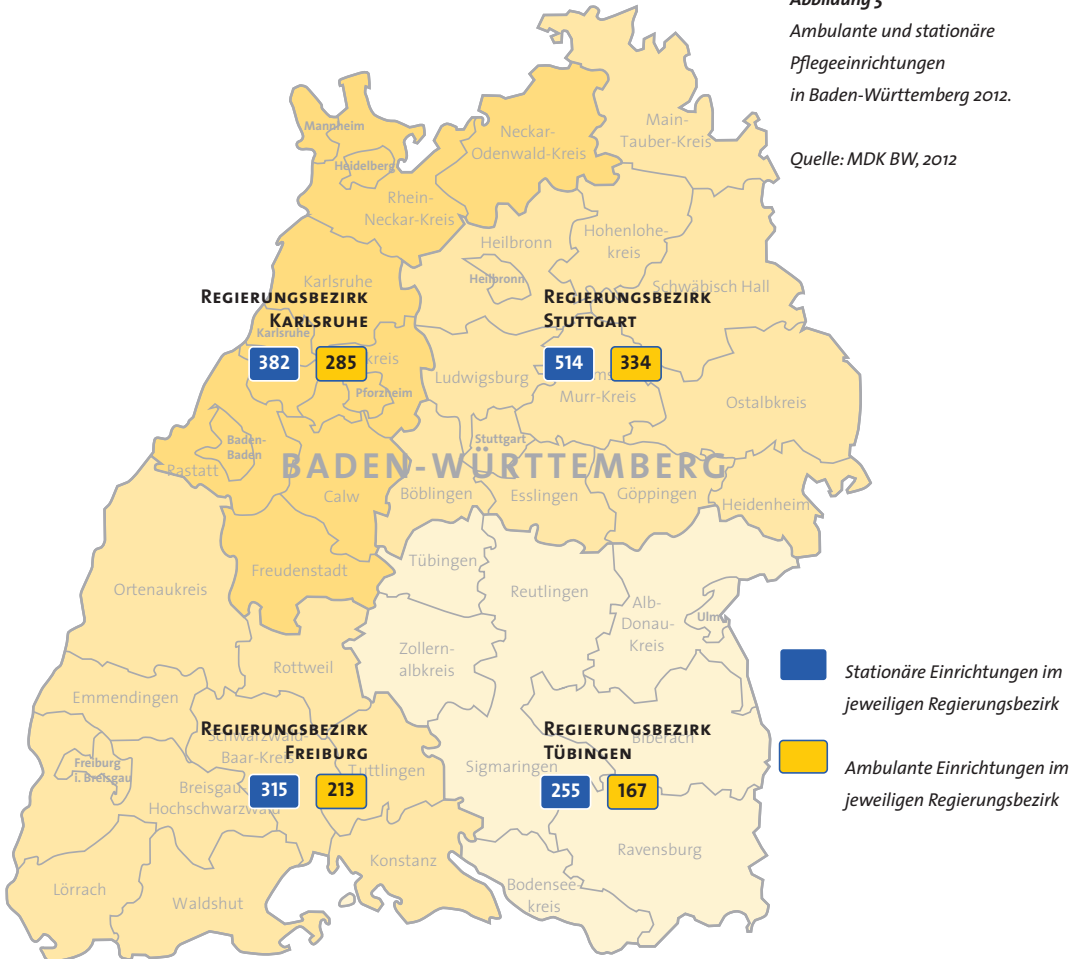 Abbildung 3
Ambulante und stationäre
Pflegeeinrichtungen
in Baden-Württemberg 2012.
Quelle: MDK BW, 2012
Mannheim
Heidelberg
Neckar-
Odenwald-Kreis
Main-
Tauber-Kreis
Rhein-
Neckar-Kreis
Heilbronn
Hohenlohe-
kreis
Heilbronn
Schwäbisch Hall
Karlsruhe
REGIERUNGSBEZIRK
KARLSRUHE
Karlsruhe
382
285
kreis
Pforzheim
REGIERUNGSBEZIRK
STUTTGART
514
334
Ludwigsburg
Murr-Kreis
Ostalbkreis
Baden-
Baden
Rastatt
Stuttgart
BADEN-WÜRTTEMBERG
Calw
Böblingen
Esslingen
Göppingen
Heidenheim
Freudenstadt
Tübingen
Ortenaukreis
Reutlingen
Alb-
Donau-
Kreis
Ulm
Zollern-
albkreis
Rottweil
Emmendingen
REGIERUNGSBEZIRK
FREIBURG
Schwarzwald-
Baar-Kreis
Tuttlingen
Freiburg
i. Breisgau
Breisgau-
Hochschwarzwald
315
213
REGIERUNGSBEZIRK
TÜBINGEN
Biberach
Sigmaringen
255
167
Konstanz
Ravensburg
Lörrach
Waldshut
Bodensee-
kreis
Stationäre Einrichtungen im
jeweiligen Regierungsbezirk
Ambulante Einrichtungen im
jeweiligen Regierungsbezirk